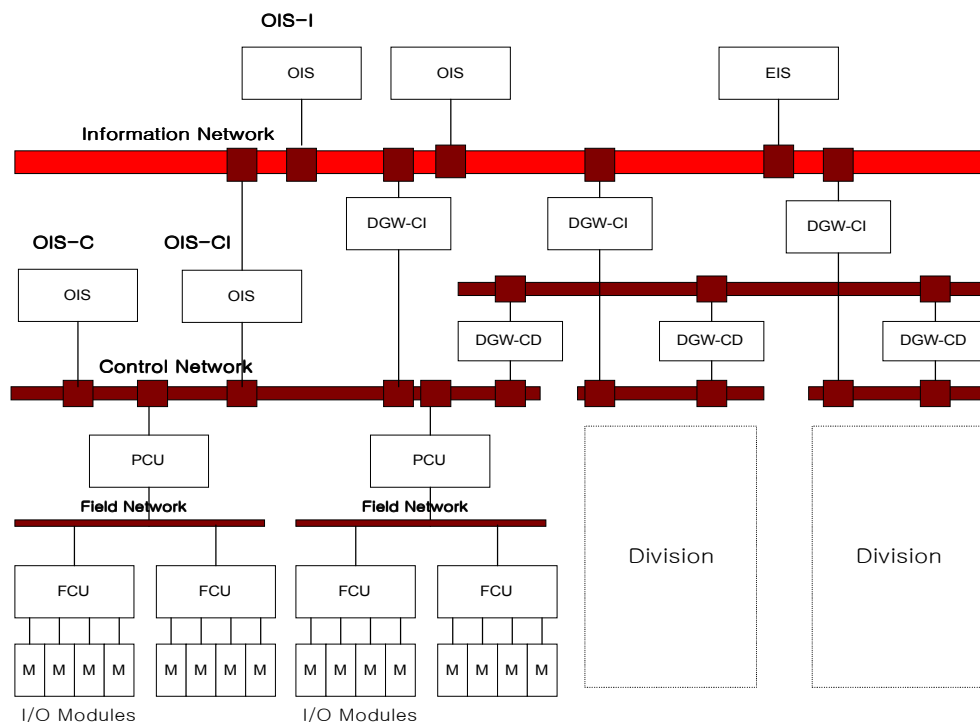 OIS-I
OIS
OIS
EIS
Information Network
DGW-CI
DGW-CI
DGW-CI
OIS-C
OIS-CI
OIS
OIS
DGW-CD
DGW-CD
DGW-CD
Control Network
PCU
PCU
Field Network
Field Network
Division
Division
FCU
FCU
FCU
FCU
M M M M
M M M M
M M M M
M M M M
I/O Modules
I/O Modules